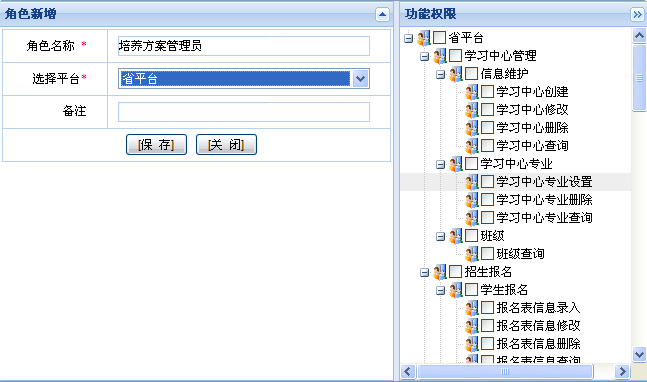 角色新增
角色名称 * 培养方案管理员
选择平台* 省平台
备注
[保 存] [关 闭]
功能权限
省平台
学习中心管理
信息维护
学习中心创建
学习中心修改
学习中心删除
学习中心查询
学习中心专业
学习中心专业设置
学习中心专业删除
学习中心专业查询
班级
班级查询
招生报名
学生报名
报名表信息录入
报名表信息修改
报名表信息删除
报名表信息查询